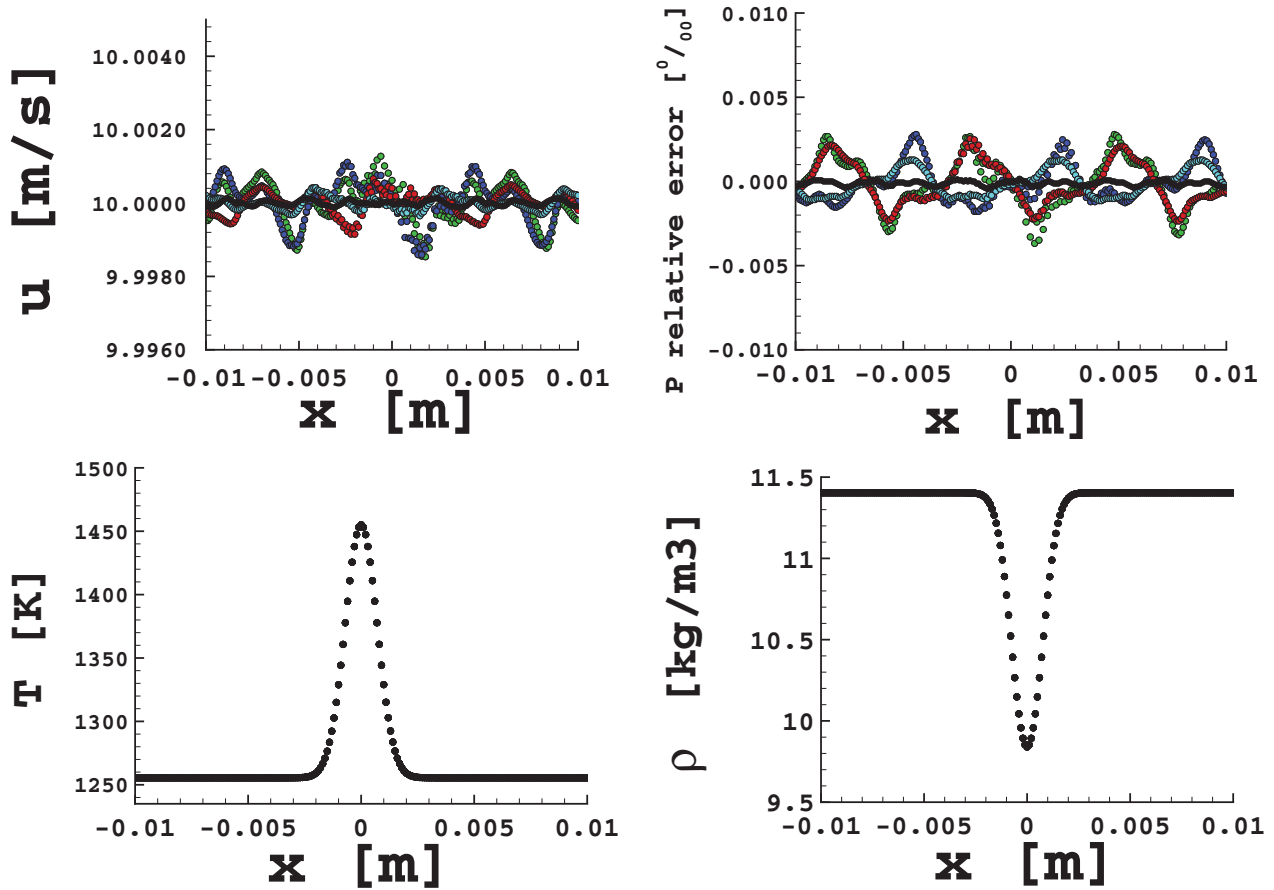 u [m/s]
10.0040
10.0020
10.0000
9.9980
9.9960
-0.01 -0.005 0 0.005 0.01
x [m]
P relative error [⁰/₀₀]
0.010
0.005
0.000
-0.005
-0.010
-0.01 -0.005 0 0.005 0.01
x [m]
T [K]
1500
1450
1400
1350
1300
1250
-0.01 -0.005 0 0.005 0.01
x [m]
ρ [kg/m3]
11.5
11
10.5
10
9.5
-0.01 -0.005 0 0.005 0.01
x [m]